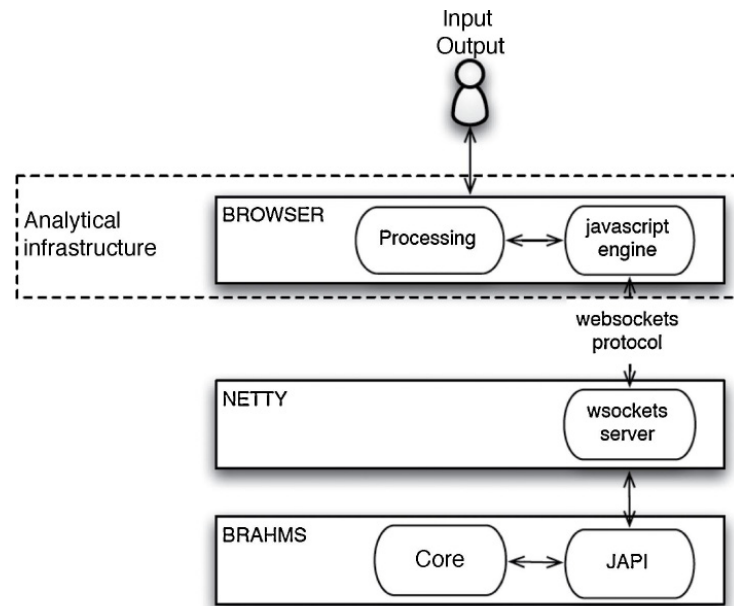 Input
Output
Analytical
infrastructure
BROWSER
Processing
javascript
engine
websockets
protocol
NETTY
wsockets
server
BRAHMS
Core
JAPI